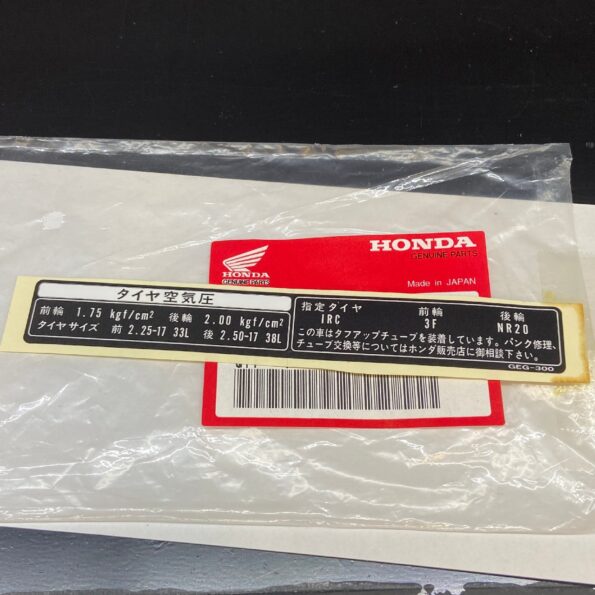 HONDA
HONDA
GENUINE PARTS
Made in JAPAN
タイヤ空気圧
前輪 1.75 kgf/cm² 後輪 2.00 kgf/cm²
タイヤサイズ 前 2.25-17 33L 後 2.50-17 38L
指定タイヤ 前輪 後輪
IRC 3F NR20
この車はタフアップチューブを装着しています。パンク修理、
チューブ交換等についてはホンダ販売店に御相談下さい。
GEG-300